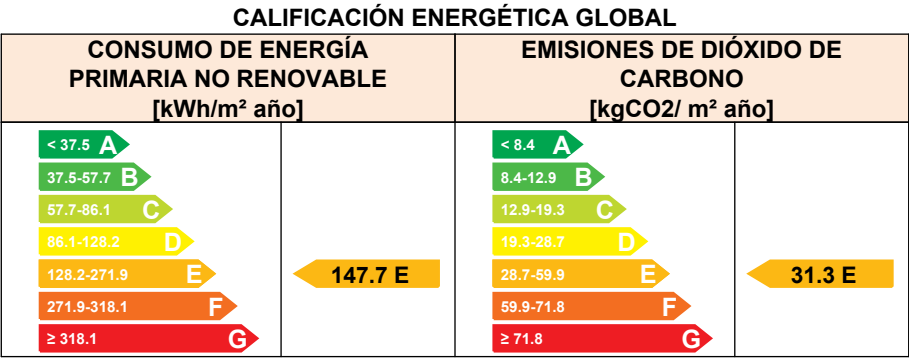 CALIFICACIÓN ENERGÉTICA GLOBAL
CONSUMO DE ENERGÍA
PRIMARIA NO RENOVABLE
[kWh/m² año]
EMISIONES DE DIÓXIDO DE
CARBONO
[kgCO2/ m² año]
< 37.5 A
37.5-57.7 B
57.7-86.1 C
86.1-128.2 D
128.2-271.9 E
271.9-318.1 F
≥ 318.1 G
147.7 E
< 8.4 A
8.4-12.9 B
12.9-19.3 C
19.3-28.7 D
28.7-59.9 E
59.9-71.8 F
≥ 71.8 G
31.3 E